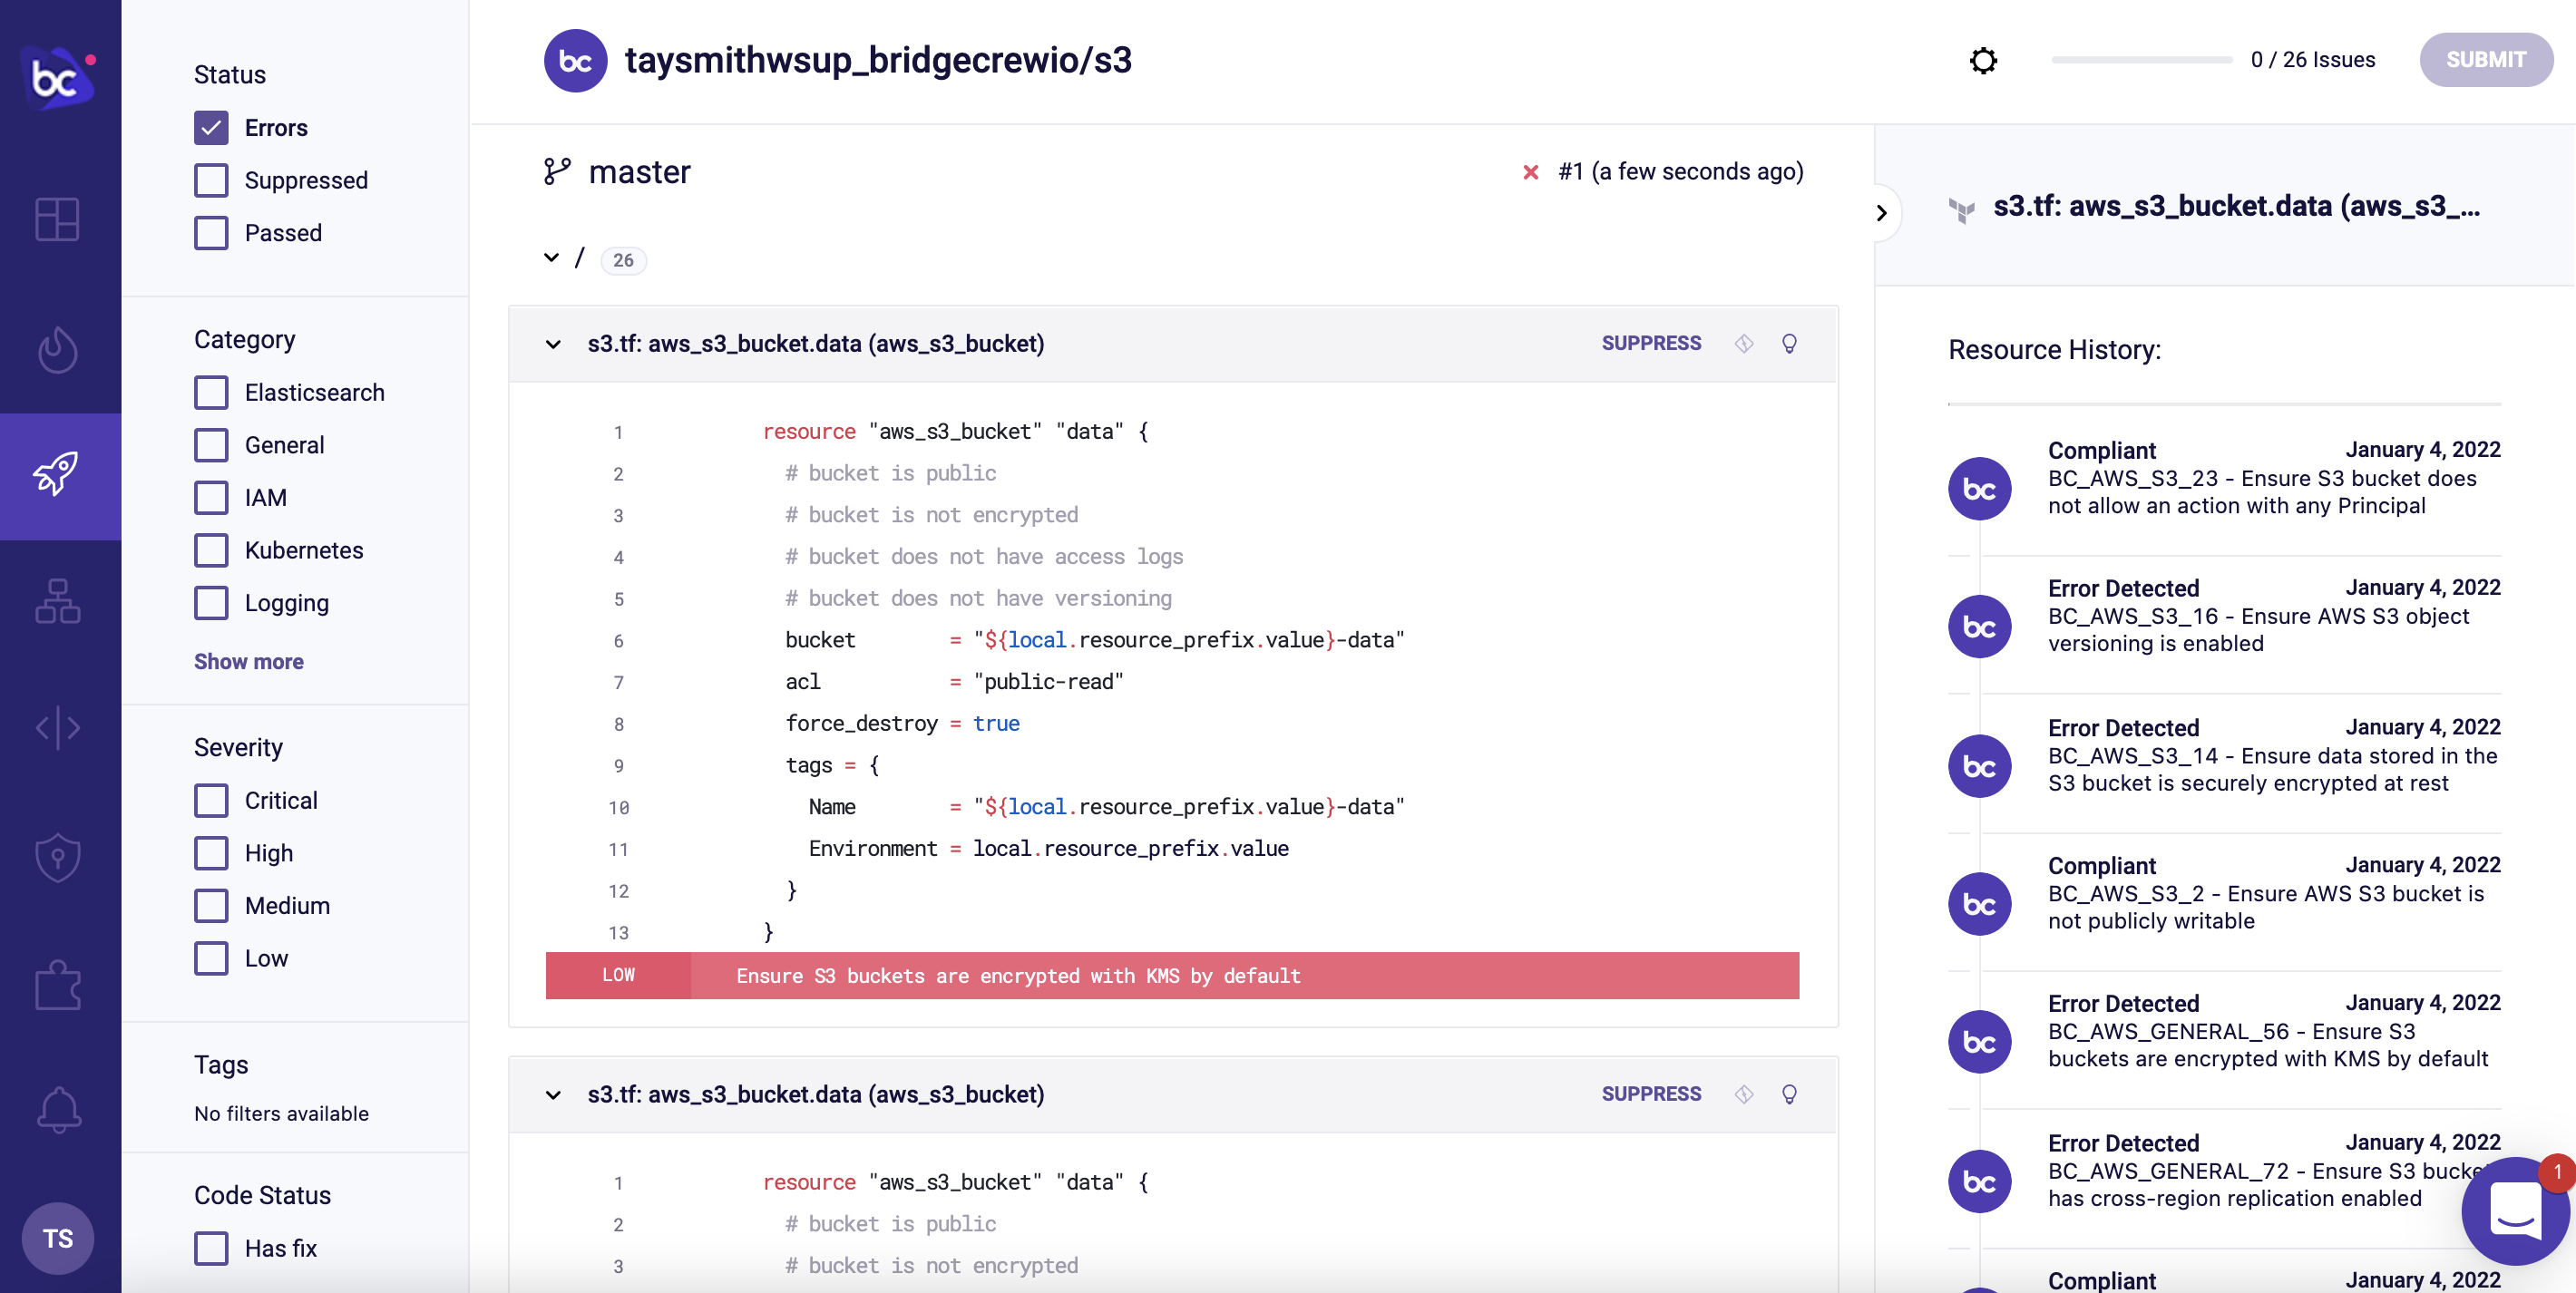 bc
TS
Status
Errors
Suppressed
Passed
Category
Elasticsearch
General
IAM
Kubernetes
Logging
Show more
Severity
Critical
High
Medium
Low
Tags
No filters available
Code Status
Has fix
bc taysmithwsup_bridgecrewio/s3
0 / 26 Issues
SUBMIT
master
#1 (a few seconds ago)
/ 26
s3.tf: aws_s3_bucket.data (aws_s3_bucket) SUPPRESS
1 resource "aws_s3_bucket" "data" {
2 # bucket is public
3 # bucket is not encrypted
4 # bucket does not have access logs
5 # bucket does not have versioning
6 bucket = "${local.resource_prefix.value}-data"
7 acl = "public-read"
8 force_destroy = true
9 tags = {
10 Name = "${local.resource_prefix.value}-data"
11 Environment = local.resource_prefix.value
12 }
13 }
LOW Ensure S3 buckets are encrypted with KMS by default
s3.tf: aws_s3_bucket.data (aws_s3_bucket) SUPPRESS
1 resource "aws_s3_bucket" "data" {
2 # bucket is public
3 # bucket is not encrypted
s3.tf: aws_s3_bucket.data (aws_s3_...
Resource History:
bc
Compliant January 4, 2022
BC_AWS_S3_23 - Ensure S3 bucket does
not allow an action with any Principal
bc
Error Detected January 4, 2022
BC_AWS_S3_16 - Ensure AWS S3 object
versioning is enabled
bc
Error Detected January 4, 2022
BC_AWS_S3_14 - Ensure data stored in the
S3 bucket is securely encrypted at rest
bc
Compliant January 4, 2022
BC_AWS_S3_2 - Ensure AWS S3 bucket is
not publicly writable
bc
Error Detected January 4, 2022
BC_AWS_GENERAL_56 - Ensure S3
buckets are encrypted with KMS by default
bc
Error Detected January 4, 2022
BC_AWS_GENERAL_72 - Ensure S3 bucket
has cross-region replication enabled
Compliant January 4, 2022
1